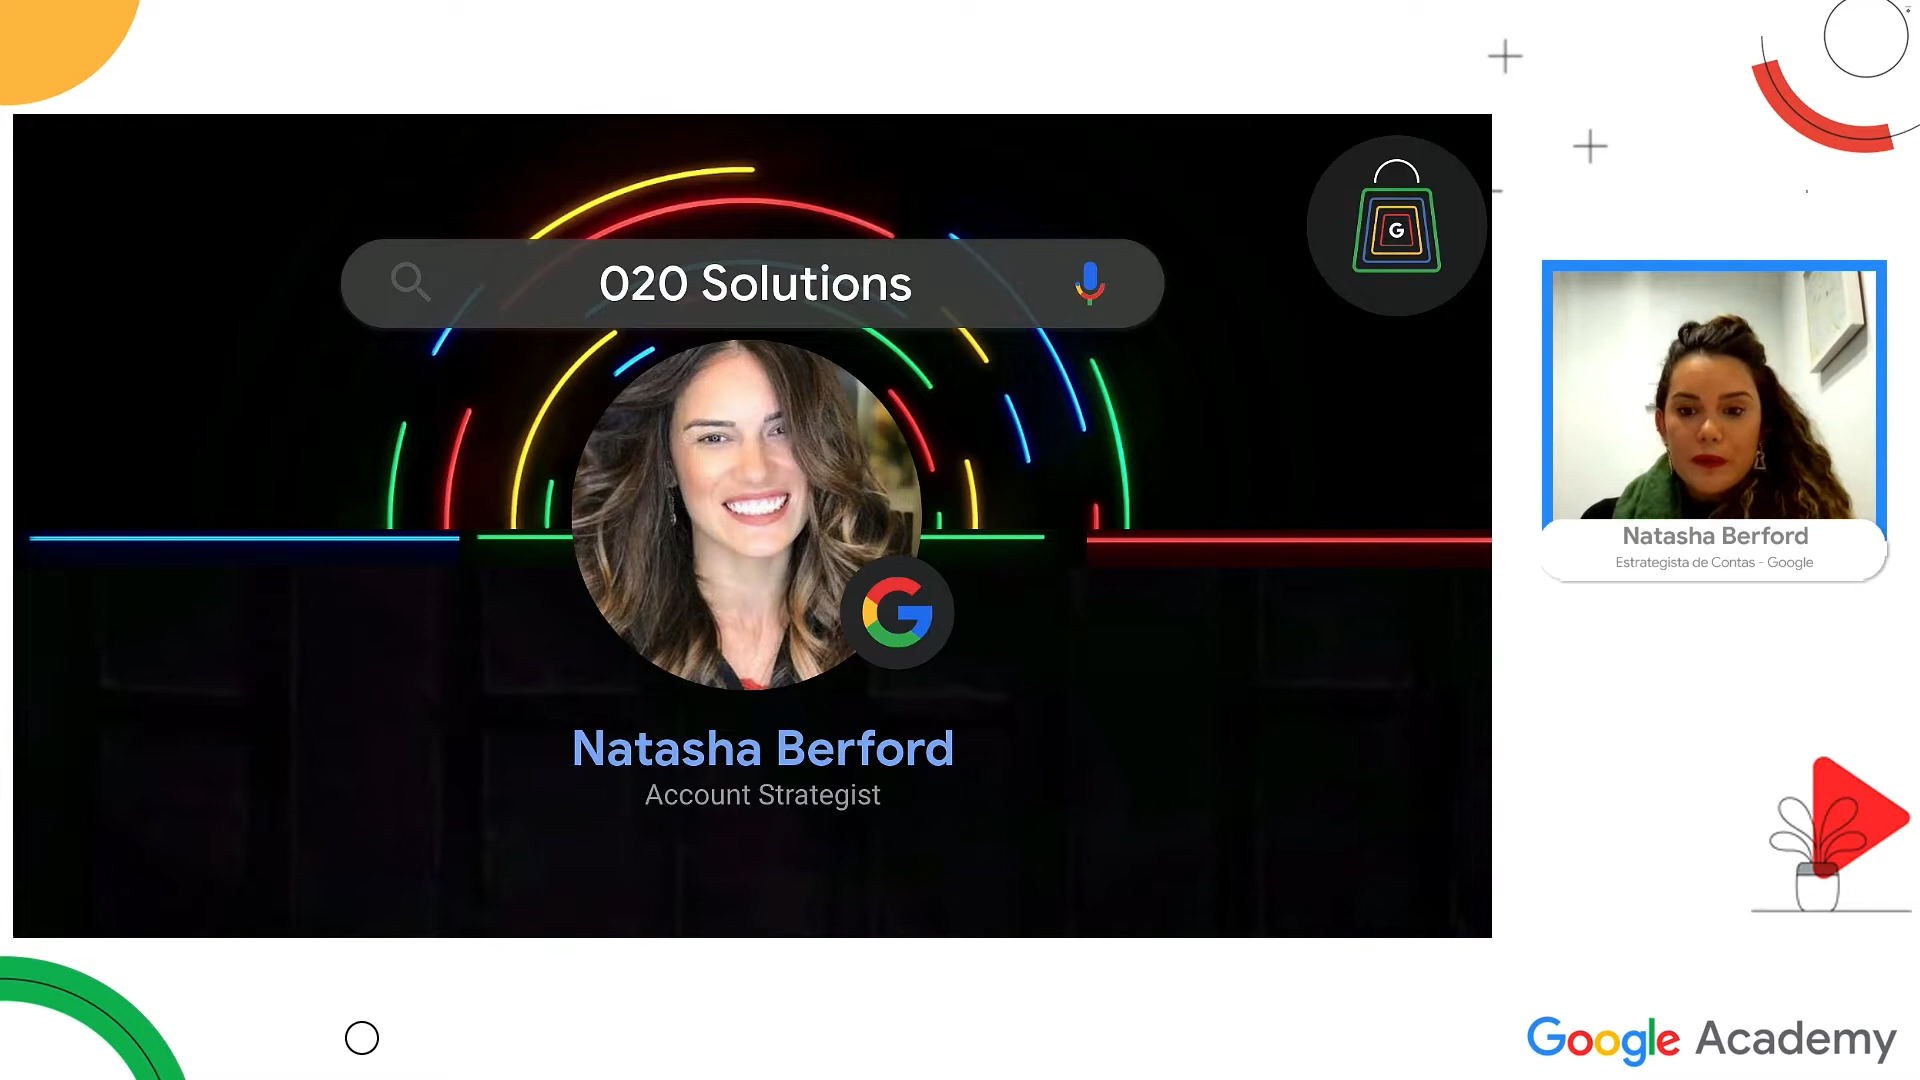 020 Solutions
G
Natasha Berford
Account Strategist
Natasha Berford
Estrategista de Contas - Google
Google Academy